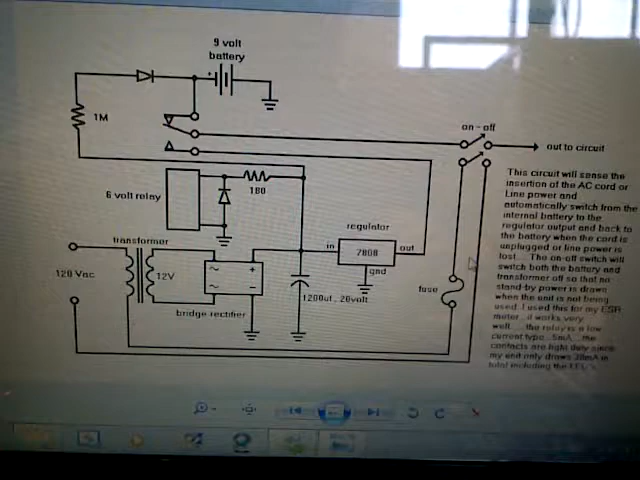 9 volt
battery
1M
on - off
out to circuit
6 volt relay
180
regulator
in
7808
out
gnd
transformer
120 Vac
12V
~ +
~ -
bridge rectifier
1200uf, 20volt
fuse
This circuit will sense the
insertion of the AC cord or
Line power and
automatically switch from the
internal battery to the
regulator output and back to
the battery when the cord is
unplugged or line power is
lost.... The on-off switch will
switch both the battery and
transformer off so that no
stand-by power is drawn
when the unit is not being
used. I used this for my ESR
meter...it works very
well..... the relay is a low
current type...5mA... the
contacts are light duty since
my unit only draws 30mA in
total including the